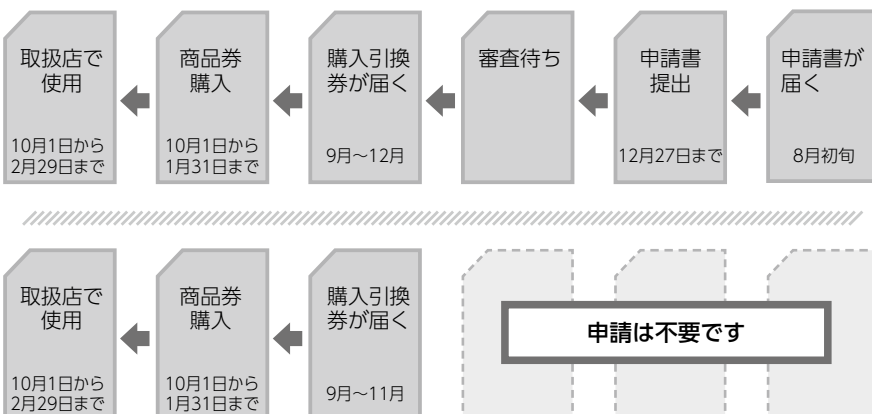 申請書が
届く
8月初旬
申請書
提出
12月27日まで
審査待ち
購入引換
券が届く
9月～12月
商品券
購入
10月1日から
1月31日まで
取扱店で
使用
10月1日から
2月29日まで
申請は不要です
購入引換
券が届く
9月～11月
商品券
購入
10月1日から
1月31日まで
取扱店で
使用
10月1日から
2月29日まで